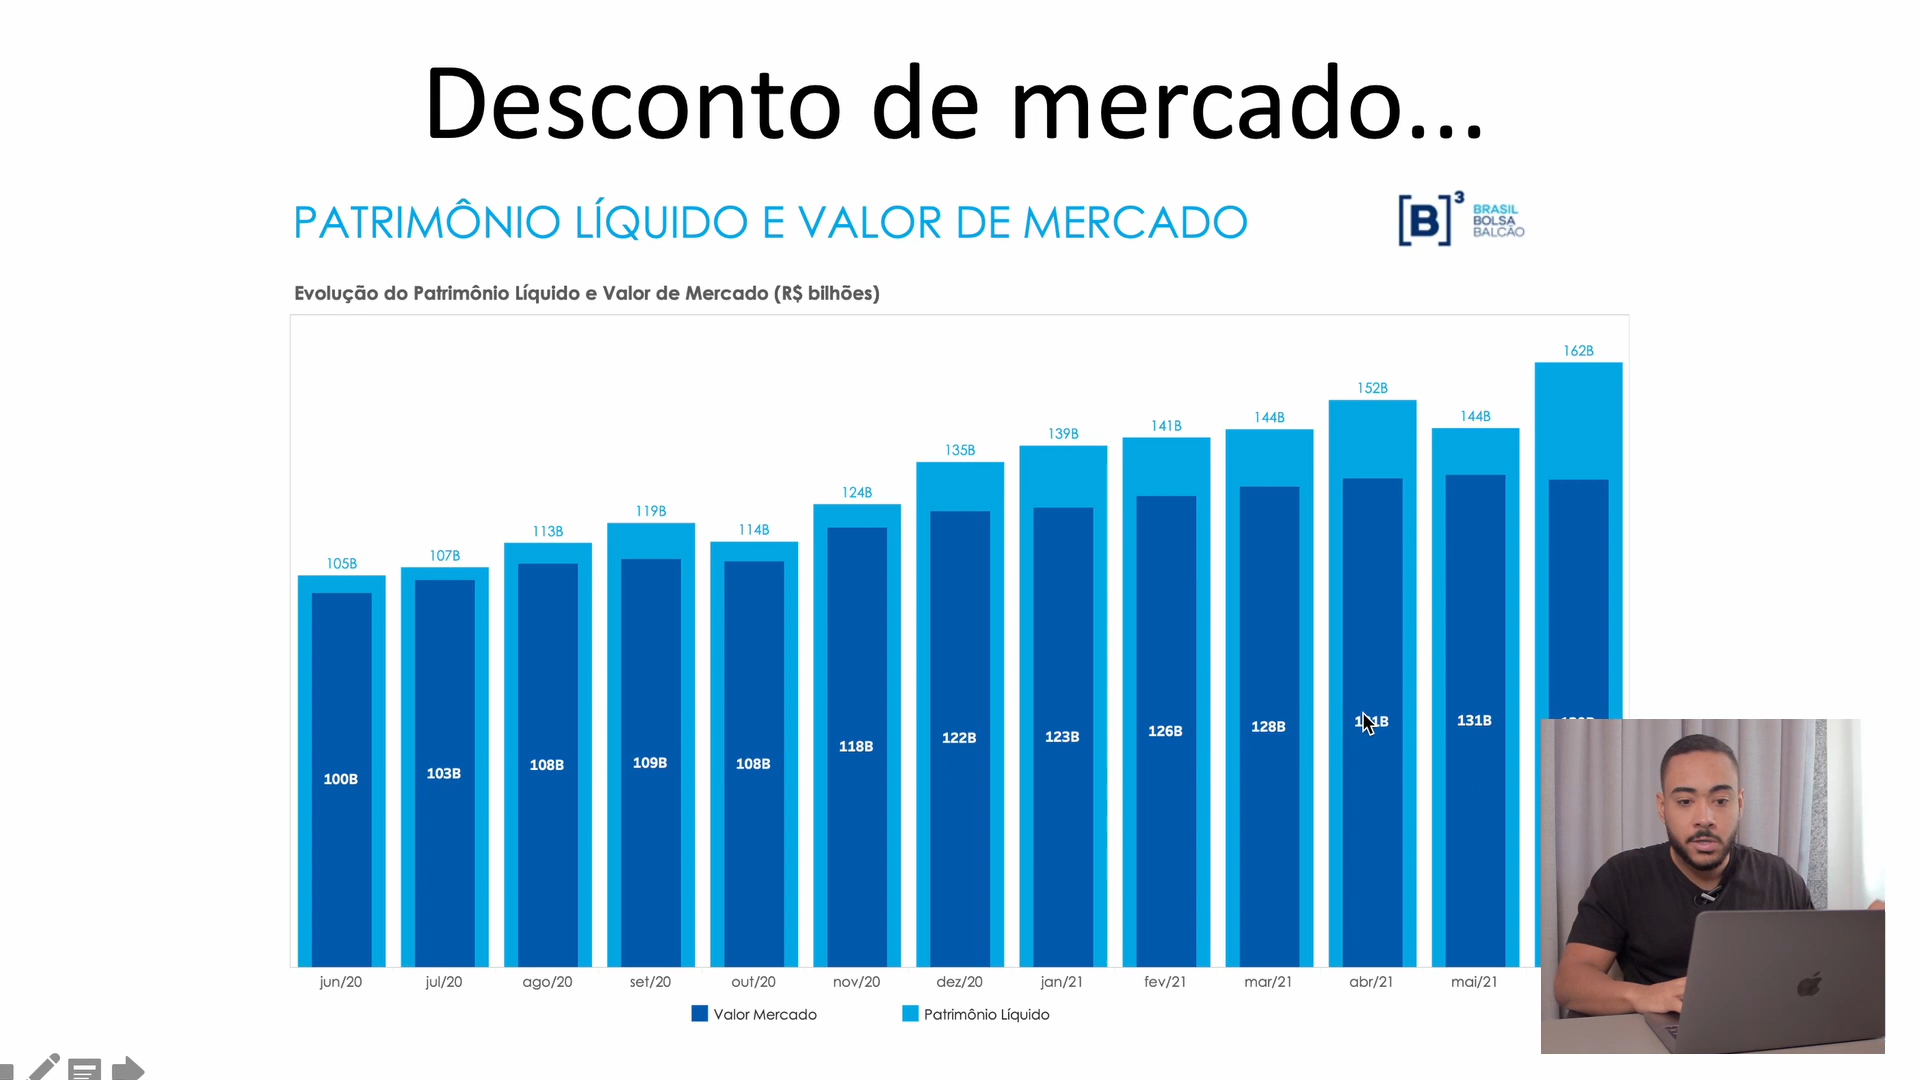 Desconto de mercado...
PATRIMÔNIO LÍQUIDO E VALOR DE MERCADO
[B]³ BRASIL
BOLSA
BALCÃO
Evolução do Patrimônio Líquido e Valor de Mercado (R$ bilhões)
105B 107B 113B 119B 114B 124B 135B 139B 141B 144B 152B 144B 162B
100B 103B 108B 109B 108B 118B 122B 123B 126B 128B 131B
jun/20 jul/20 ago/20 set/20 out/20 nov/20 dez/20 jan/21 fev/21 mar/21 abr/21 mai/21
Valor Mercado Patrimônio Líquido